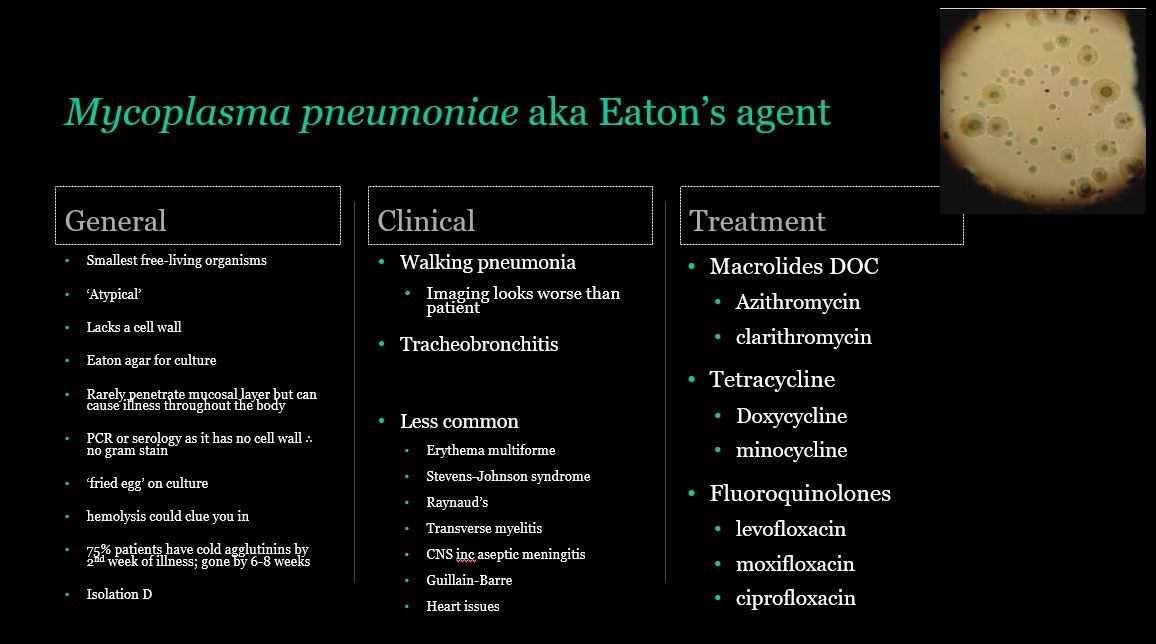 Mycoplasma pneumoniae aka Eaton’s agent
General
Smallest free-living organisms
‘Atypical’
Lacks a cell wall
Eaton agar for culture
Rarely penetrate mucosal layer but can
cause illness throughout the body
PCR or serology as it has no cell wall ∴
no gram stain
‘fried egg’ on culture
hemolysis could clue you in
75% patients have cold agglutinins by
2nd week of illness; gone by 6-8 weeks
Isolation D
Clinical
Walking pneumonia
Imaging looks worse than
patient
Tracheobronchitis
Less common
Erythema multiforme
Stevens-Johnson syndrome
Raynaud’s
Transverse myelitis
CNS inc aseptic meningitis
Guillain-Barre
Heart issues
Treatment
Macrolides DOC
Azithromycin
clarithromycin
Tetracycline
Doxycycline
minocycline
Fluoroquinolones
levofloxacin
moxifloxacin
ciprofloxacin